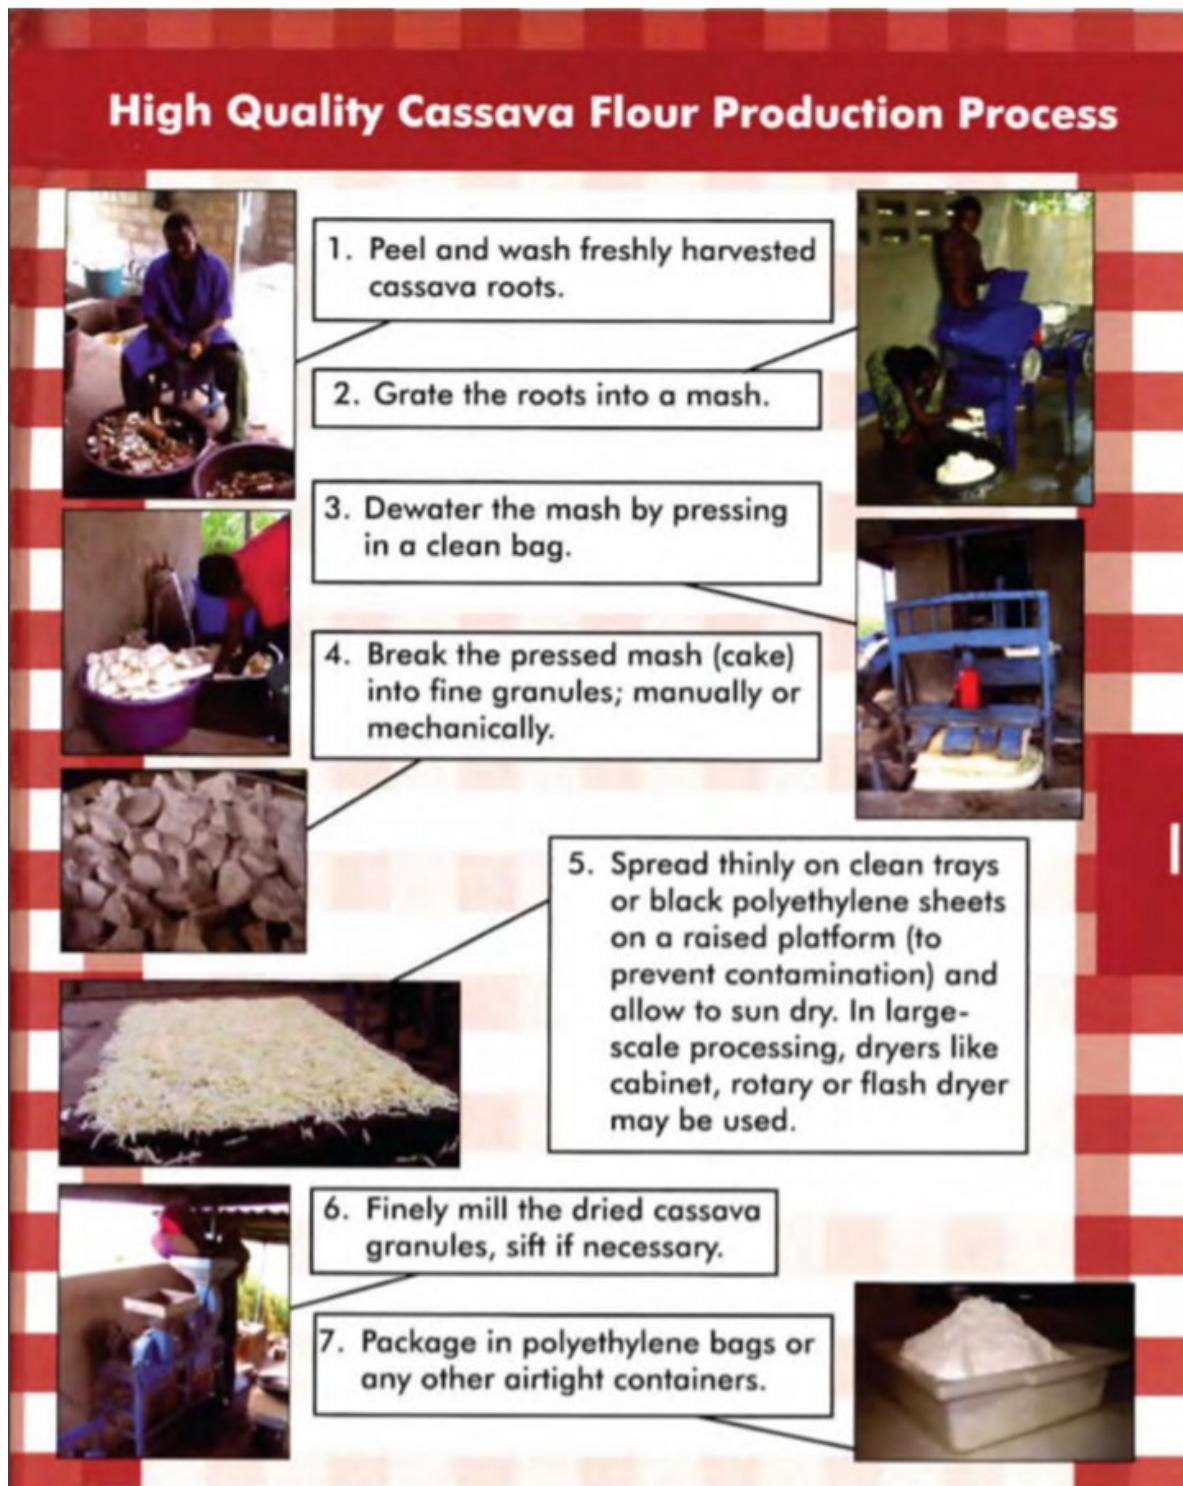 High Quality Cassava Flour Production Process
1. Peel and wash freshly harvested
cassava roots.
2. Grate the roots into a mash.
3. Dewater the mash by pressing
in a clean bag.
4. Break the pressed mash (cake)
into fine granules; manually or
mechanically.
5. Spread thinly on clean trays
or black polyethylene sheets
on a raised platform (to
prevent contamination) and
allow to sun dry. In large-
scale processing, dryers like
cabinet, rotary or flash dryer
may be used.
6. Finely mill the dried cassava
granules, sift if necessary.
7. Package in polyethylene bags or
any other airtight containers.